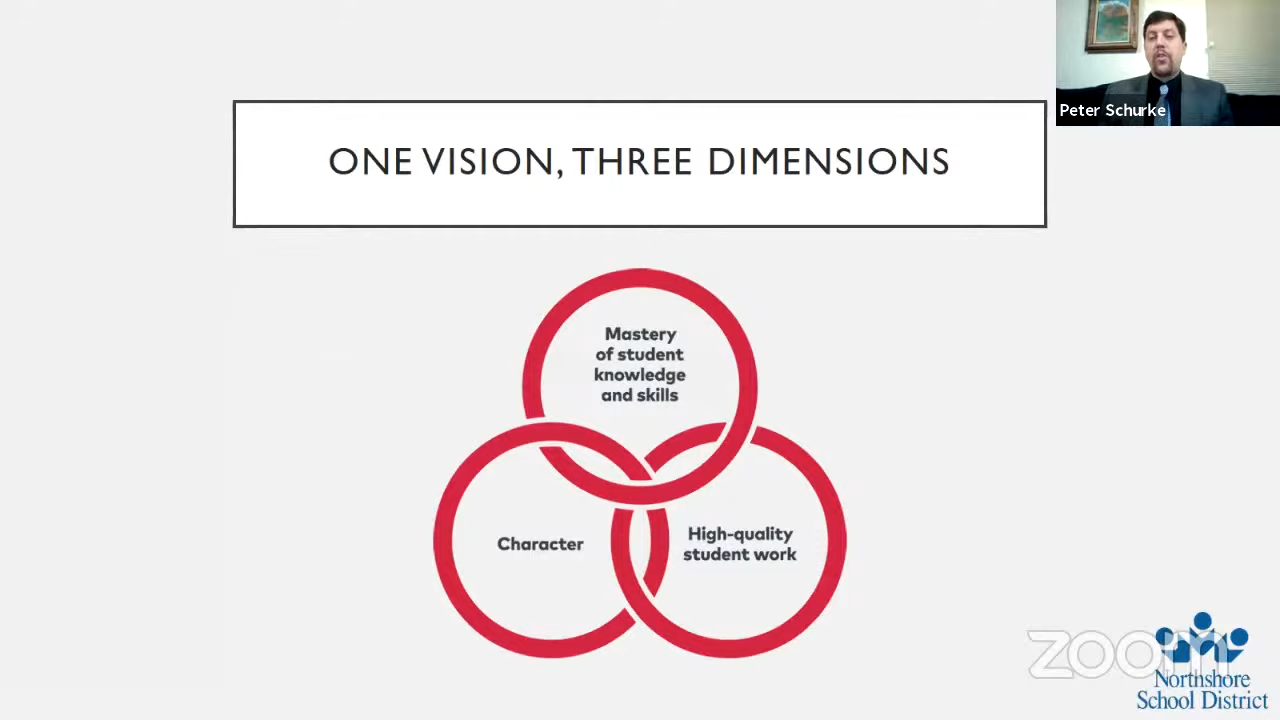 Peter Schurke
ONE VISION, THREE DIMENSIONS
Mastery
of student
knowledge
and skills
Character
High-quality
student work
zoom
Northshore
School District